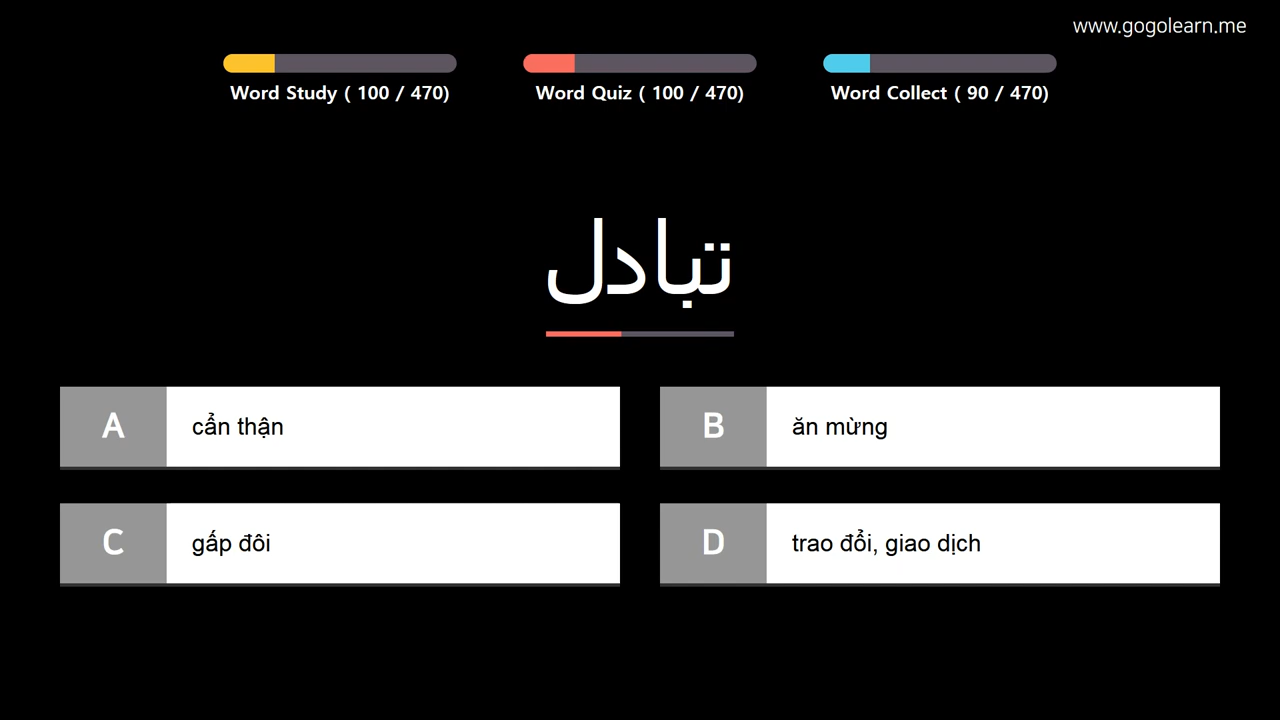 www.gogolearn.me
Word Study ( 100 / 470)
Word Quiz ( 100 / 470)
Word Collect ( 90 / 470)
تبادل
A
cẩn thận
B
ăn mừng
C
gấp đôi
D
trao đổi, giao dịch